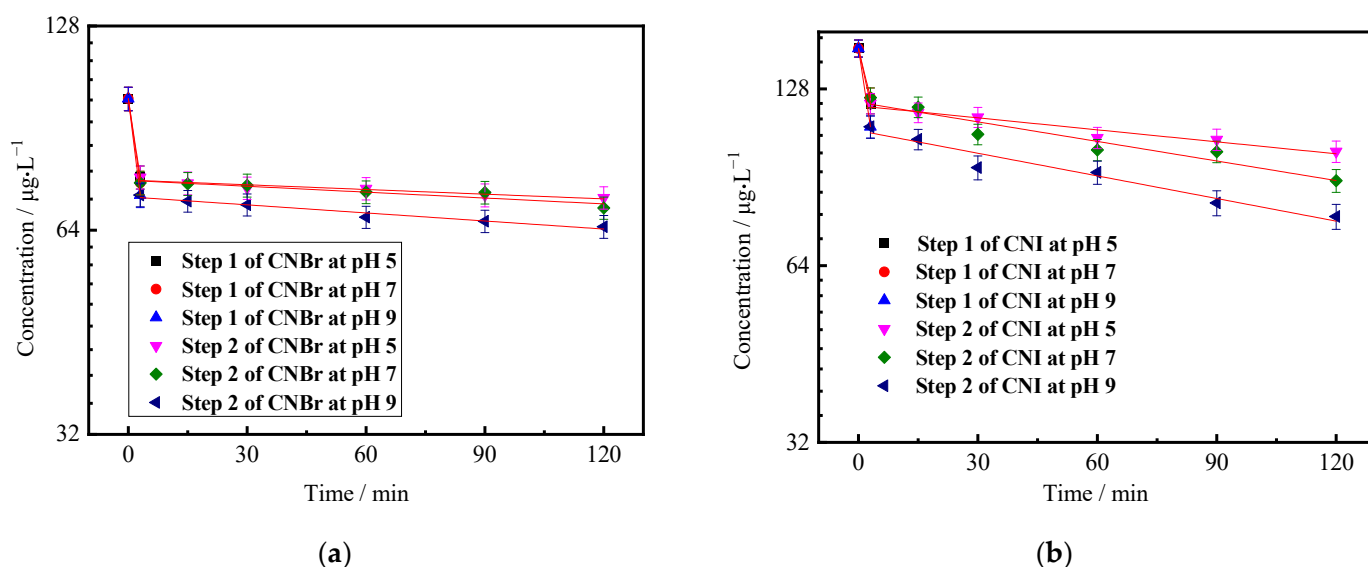 128
64
32
Concentration / μg·L⁻¹
Step 1 of CNBr at pH 5
Step 1 of CNBr at pH 7
Step 1 of CNBr at pH 9
Step 2 of CNBr at pH 5
Step 2 of CNBr at pH 7
Step 2 of CNBr at pH 9
0 30 60 90 120
Time / min
(a)
128
64
32
Concentration / μg·L⁻¹
Step 1 of CNI at pH 5
Step 1 of CNI at pH 7
Step 1 of CNI at pH 9
Step 2 of CNI at pH 5
Step 2 of CNI at pH 7
Step 2 of CNI at pH 9
0 30 60 90 120
Time / min
(b)